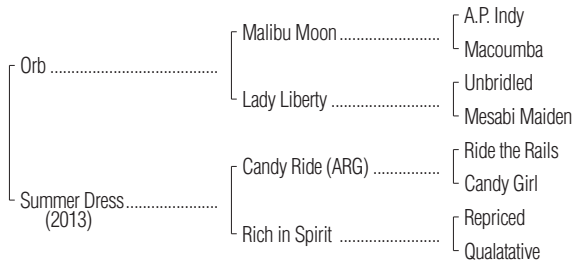 A.P. Indy
Malibu Moon
Macoumba
Orb
Unbridled
Lady Liberty
Mesabi Maiden
Ride the Rails
Candy Ride (ARG)
Candy Girl
Summer Dress
(2013)
Repriced
Rich in Spirit
Qualatative